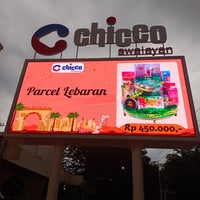 chicco
swalayan
chicco
Parcel Lebaran
Rp 450.000,-